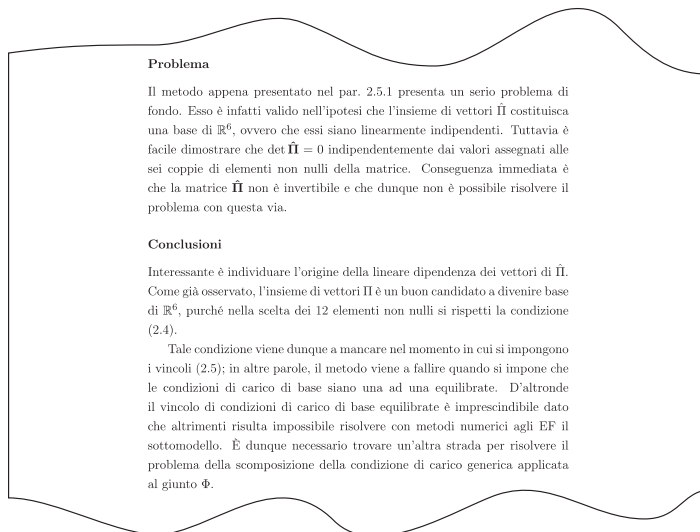 Problema
Il metodo appena presentato nel par. 2.5.1 presenta un serio problema di
fondo. Esso è infatti valido nell'ipotesi che l'insieme di vettori Π̂ costituisca
una base di ℝ⁶, ovvero che essi siano linearmente indipendenti. Tuttavia è
facile dimostrare che det 𝚷̂ = 0 indipendentemente dai valori assegnati alle
sei coppie di elementi non nulli della matrice. Conseguenza immediata è
che la matrice 𝚷̂ non è invertibile e che dunque non è possibile risolvere il
problema con questa via.
Conclusioni
Interessante è individuare l'origine della lineare dipendenza dei vettori di Π̂.
Come già osservato, l'insieme di vettori Π è un buon candidato a divenire base
di ℝ⁶, purché nella scelta dei 12 elementi non nulli si rispetti la condizione
(2.4).
Tale condizione viene dunque a mancare nel momento in cui si impongono
i vincoli (2.5); in altre parole, il metodo viene a fallire quando si impone che
le condizioni di carico di base siano una ad una equilibrate. D'altronde
il vincolo di condizioni di carico di base equilibrate è imprescindibile dato
che altrimenti risulta impossibile risolvere con metodi numerici agli EF il
sottomodello. È dunque necessario trovare un'altra strada per risolvere il
problema della scomposizione della condizione di carico generica applicata
al giunto Φ.